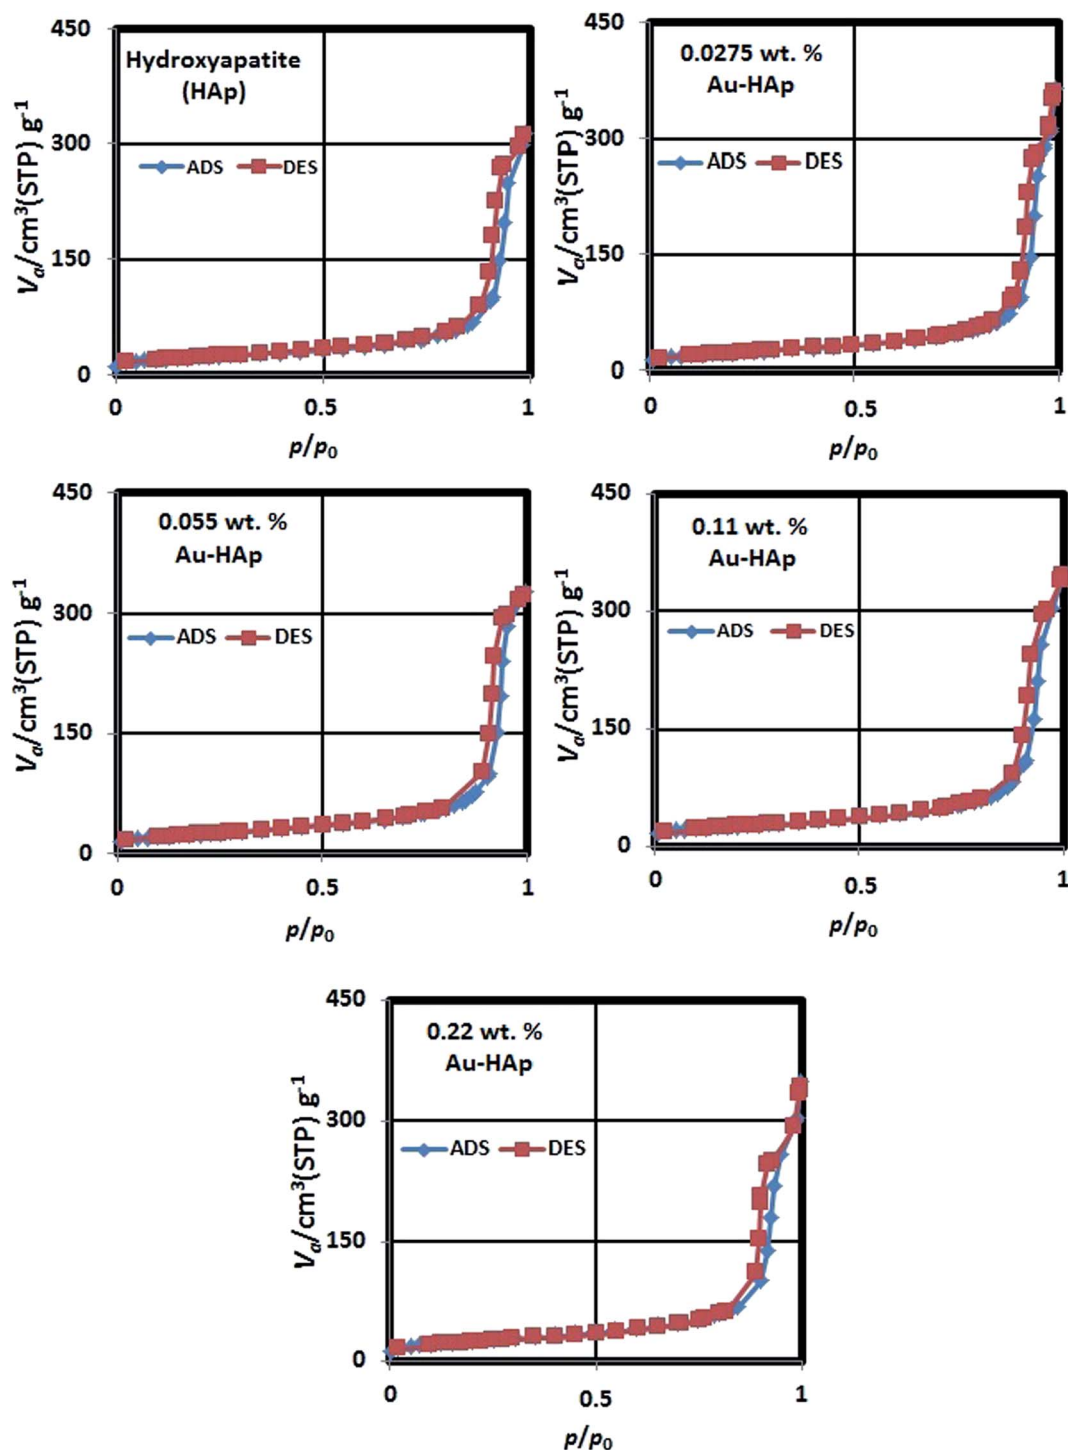 450
300
150
0
Vₐ/cm³(STP) g⁻¹
Hydroxyapatite
(HAp)
ADS DES
0 0.5 1
p/p₀
450
300
150
0
Vₐ/cm³(STP) g⁻¹
0.0275 wt. %
Au-HAp
ADS DES
0 0.5 1
p/p₀
450
300
150
0
Vₐ/cm³(STP) g⁻¹
0.055 wt. %
Au-HAp
ADS DES
0 0.5 1
p/p₀
450
300
150
0
Vₐ/cm³(STP) g⁻¹
0.11 wt. %
Au-HAp
ADS DES
0 0.5 1
p/p₀
450
300
150
0
Vₐ/cm³(STP) g⁻¹
0.22 wt. %
Au-HAp
ADS DES
0 0.5 1
p/p₀